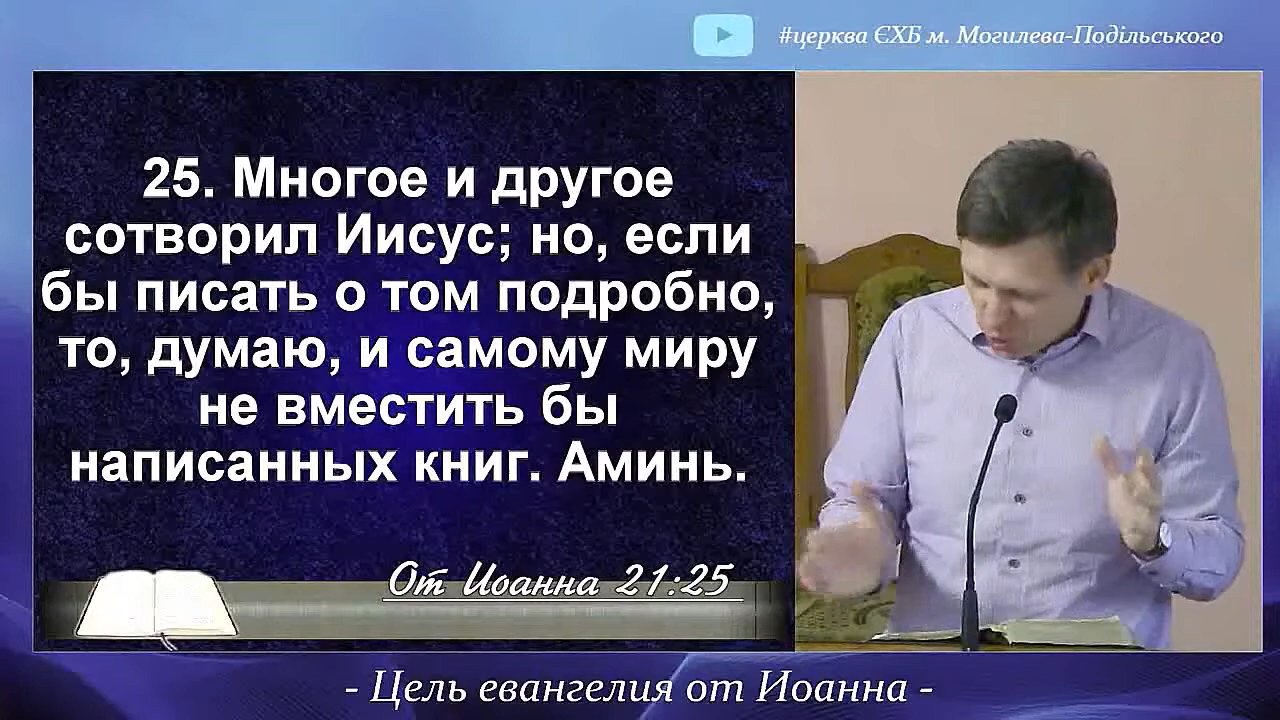 #церква ЄХБ м. Могилева-Подільського
25. Многое и другое
сотворил Иисус; но, если
бы писать о том подробно,
то, думаю, и самому миру
не вместить бы
написанных книг. Аминь.
От Иоанна 21:25
- Цель евангелия от Иоанна -